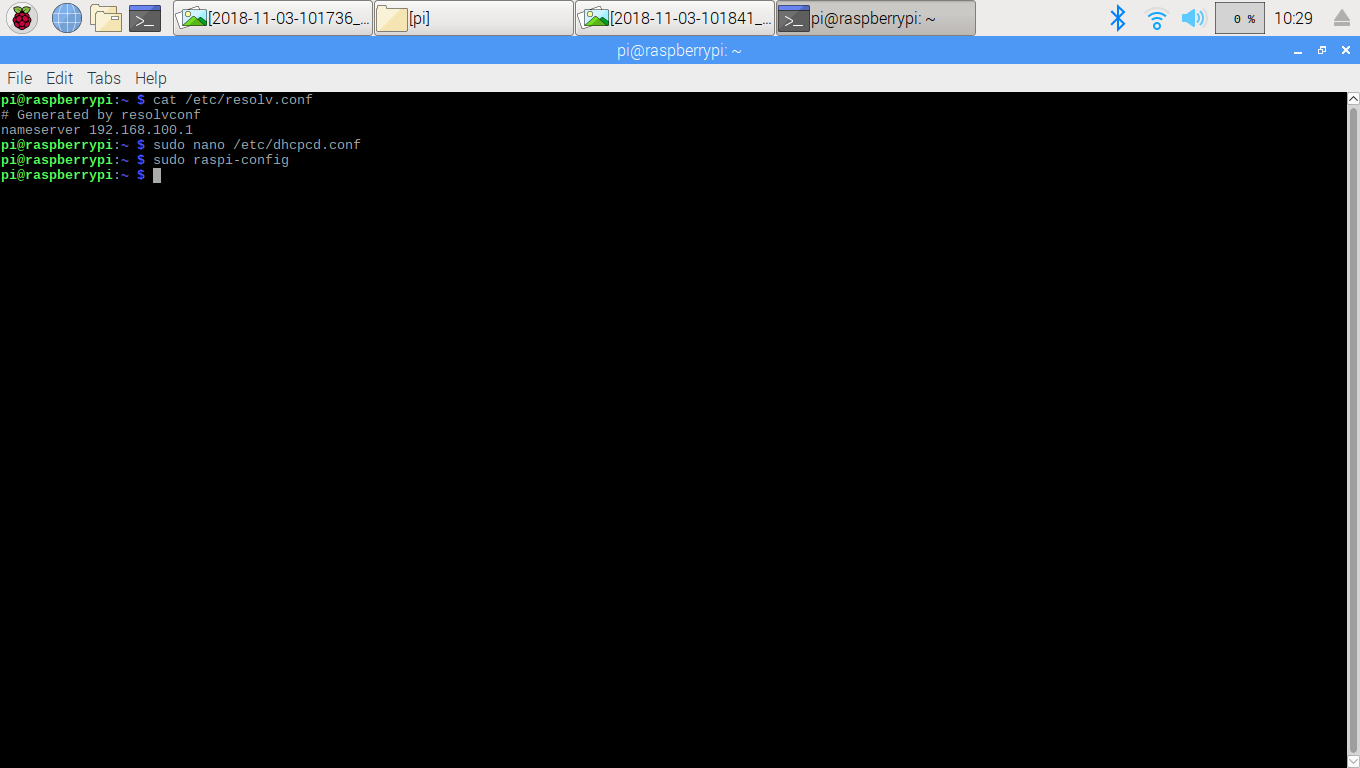 [2018-11-03-101736_...
[pi]
[2018-11-03-101841_...
pi@raspberrypi: ~
0 %
10:29
pi@raspberrypi: ~
File Edit Tabs Help
pi@raspberrypi:~ $ cat /etc/resolv.conf
# Generated by resolvconf
nameserver 192.168.100.1
pi@raspberrypi:~ $ sudo nano /etc/dhcpcd.conf
pi@raspberrypi:~ $ sudo raspi-config
pi@raspberrypi:~ $